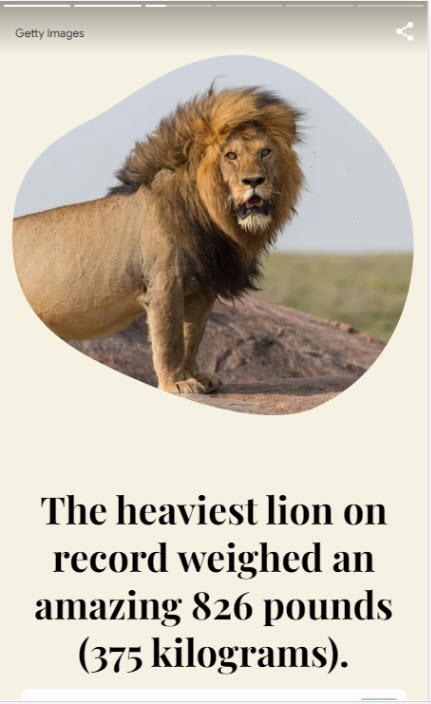 Getty Images
The heaviest lion on
record weighed an
amazing 826 pounds
(375 kilograms).